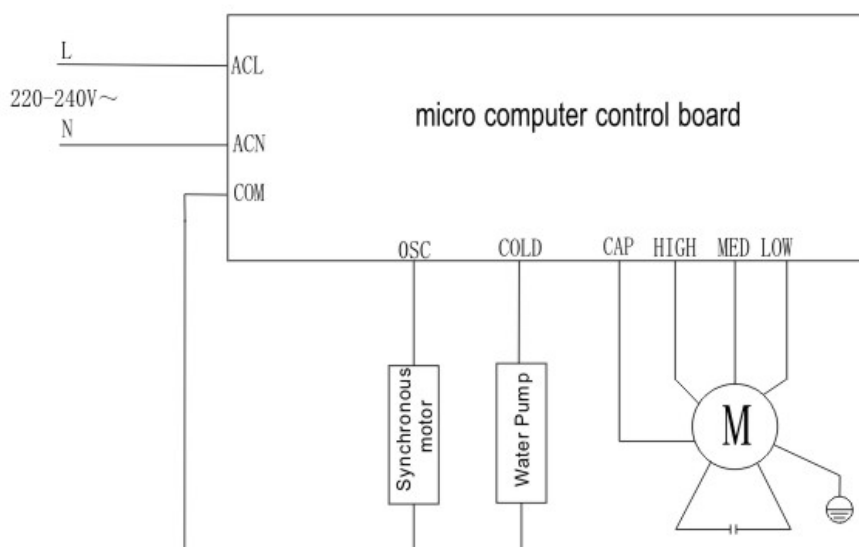 L
ACL
220-240V~
micro computer control board
N
ACN
COM
OSC
COLD
CAP
HIGH
MED
LOW
Synchronous
motor
Water Pump
M